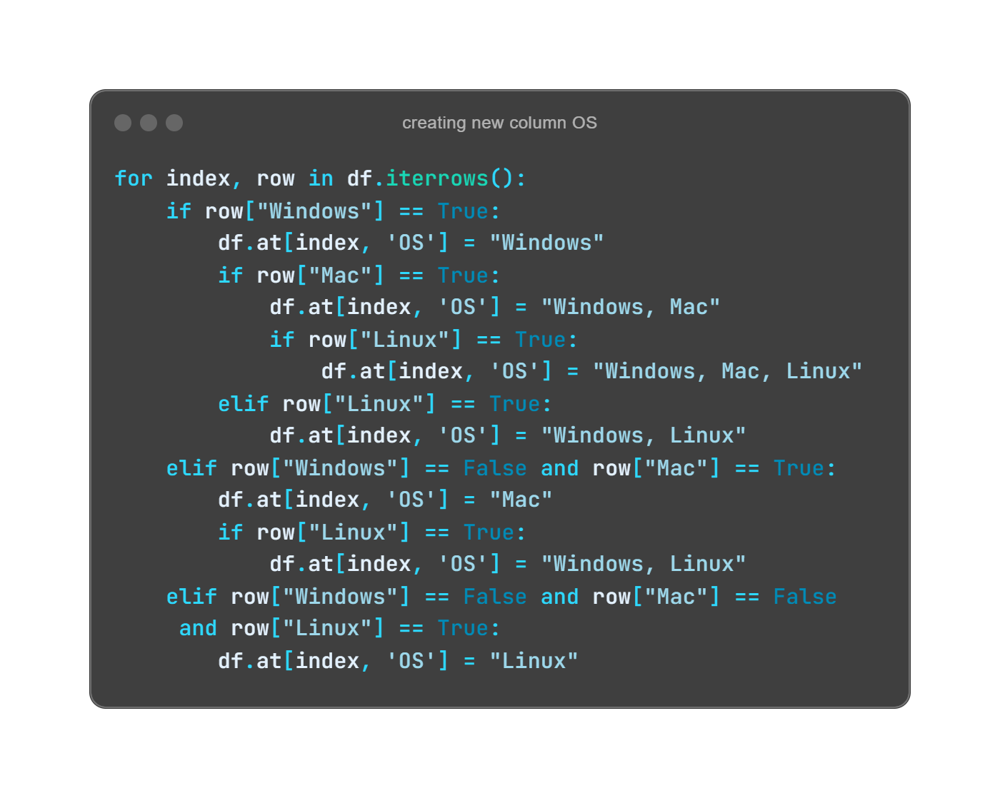 creating new column OS
for index, row in df.iterrows():
    if row["Windows"] == True:
        df.at[index, 'OS'] = "Windows"
        if row["Mac"] == True:
            df.at[index, 'OS'] = "Windows, Mac"
            if row["Linux"] == True:
                df.at[index, 'OS'] = "Windows, Mac, Linux"
        elif row["Linux"] == True:
            df.at[index, 'OS'] = "Windows, Linux"
    elif row["Windows"] == False and row["Mac"] == True:
        df.at[index, 'OS'] = "Mac"
        if row["Linux"] == True:
            df.at[index, 'OS'] = "Windows, Linux"
    elif row["Windows"] == False and row["Mac"] == False
     and row["Linux"] == True:
        df.at[index, 'OS'] = "Linux"